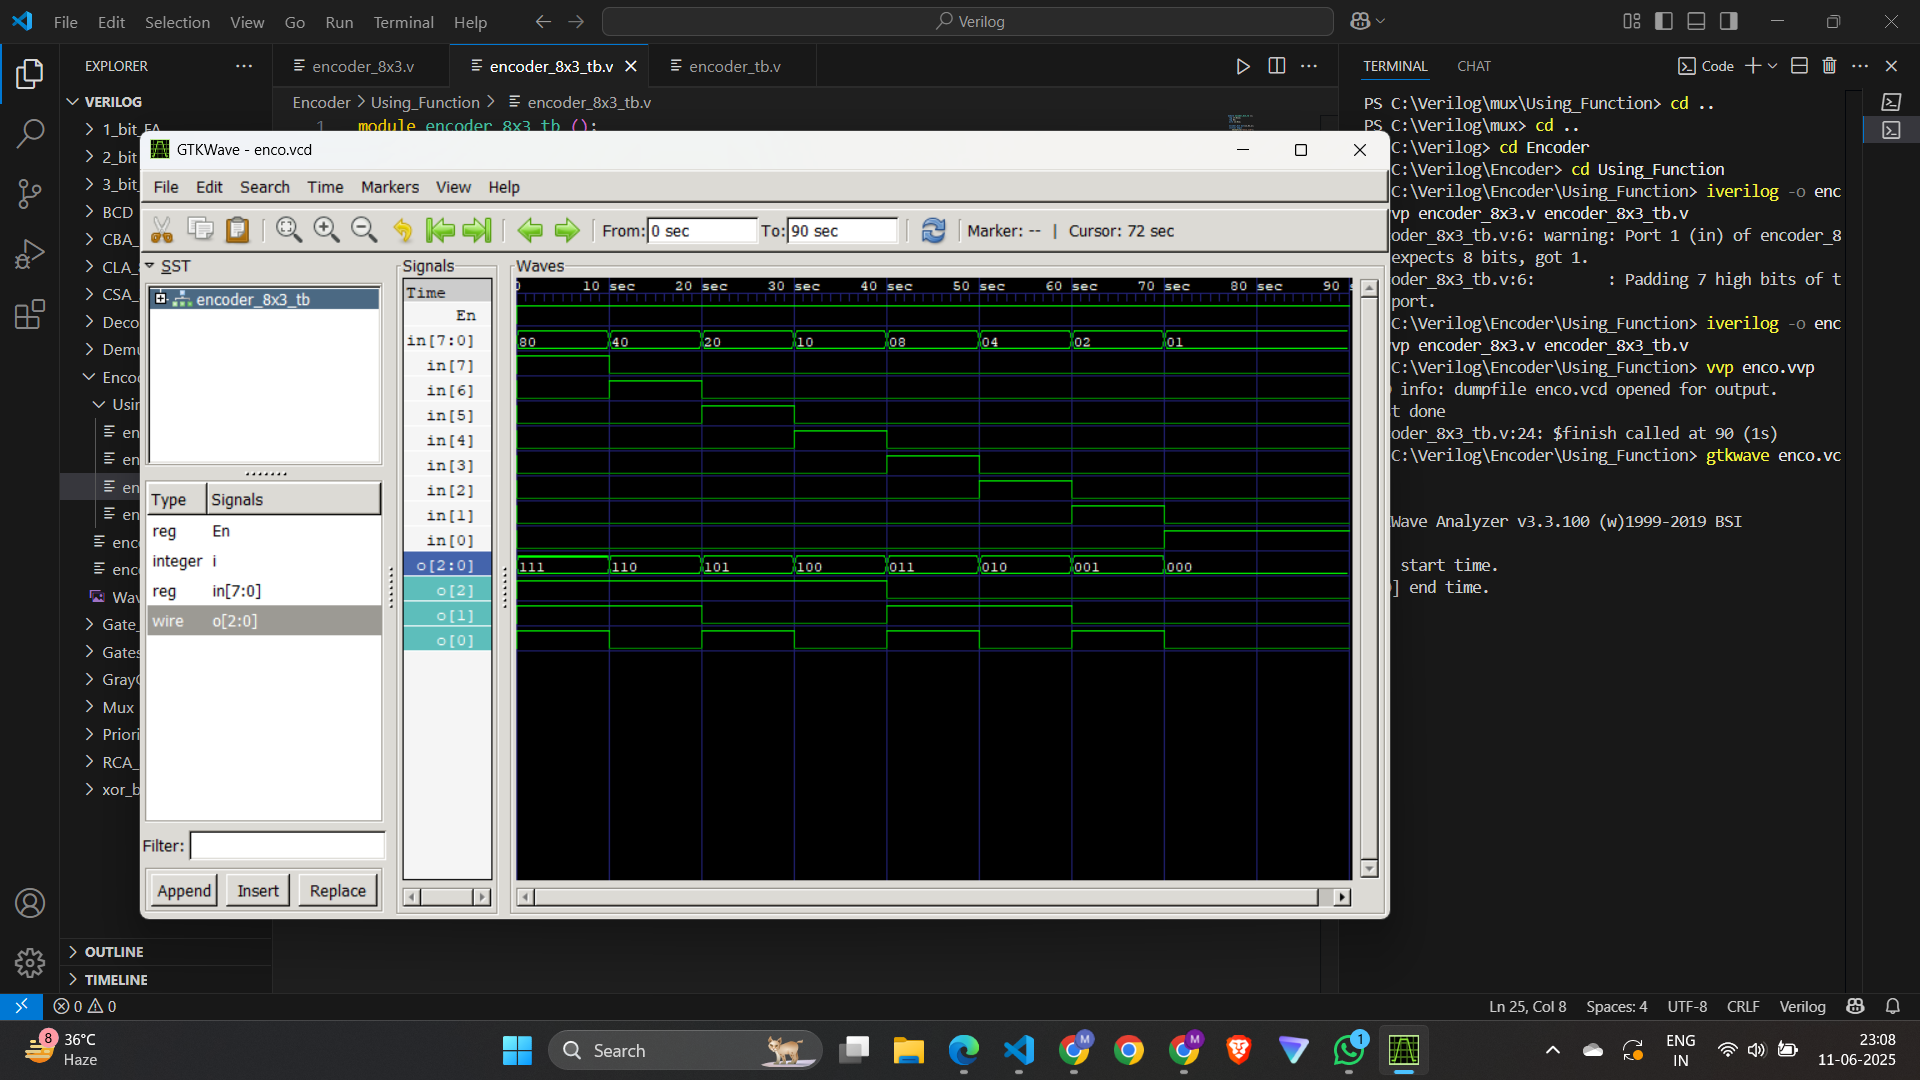 File Edit Selection View Go Run Terminal Help
Verilog
EXPLORER
encoder_8x3.v
encoder_8x3_tb.v
encoder_tb.v
TERMINAL CHAT
Code
VERILOG
Encoder > Using_Function > encoder_8x3_tb.v
1 module encoder_8x3_tb ();
1_bit_FA
2_bit
3_bit
BCD
CBA_
CLA_
CSA_
Deco
Demu
Encoc
Usin
en
en
en
en
enc
enc
Wav
Gate_
Gates
Gray
Mux
Priori
RCA_
xor_b
OUTLINE
TIMELINE
GTKWave - enco.vcd
File Edit Search Time Markers View Help
From: 0 sec To: 90 sec Marker: -- | Cursor: 72 sec
SST
encoder_8x3_tb
Type Signals
reg En
integer i
reg in[7:0]
wire o[2:0]
Filter:
Append Insert Replace
Signals
Time
En
in[7:0]
in[7]
in[6]
in[5]
in[4]
in[3]
in[2]
in[1]
in[0]
o[2:0]
o[2]
o[1]
o[0]
Waves
0 10 sec 20 sec 30 sec 40 sec 50 sec 60 sec 70 sec 80 sec 90 s
80 40 20 10 08 04 02 01
111 110 101 100 011 010 001 000
PS C:\Verilog\mux\Using_Function> cd ..
PS C:\Verilog\mux> cd ..
C:\Verilog> cd Encoder
C:\Verilog\Encoder> cd Using_Function
C:\Verilog\Encoder\Using_Function> iverilog -o enc
vp encoder_8x3.v encoder_8x3_tb.v
oder_8x3_tb.v:6: warning: Port 1 (in) of encoder_8
expects 8 bits, got 1.
oder_8x3_tb.v:6: : Padding 7 high bits of t
port.
C:\Verilog\Encoder\Using_Function> iverilog -o enc
vp encoder_8x3.v encoder_8x3_tb.v
C:\Verilog\Encoder\Using_Function> vvp enco.vvp
info: dumpfile enco.vcd opened for output.
t done
oder_8x3_tb.v:24: $finish called at 90 (1s)
C:\Verilog\Encoder\Using_Function> gtkwave enco.vc
Wave Analyzer v3.3.100 (w)1999-2019 BSI
start time.
] end time.
0 0
Ln 25, Col 8 Spaces: 4 UTF-8 CRLF Verilog
8
36°C
Haze
Search
M
M
1
ENG
IN
23:08
11-06-2025